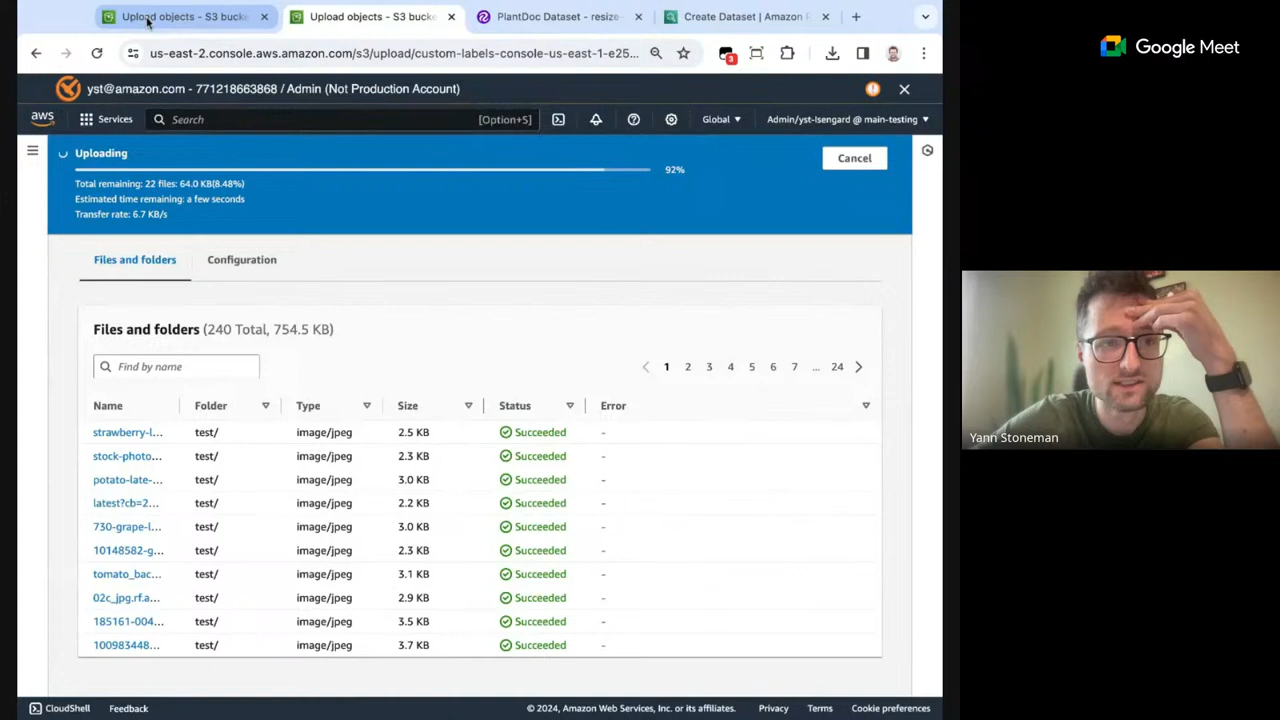 Upload objects - S3 bucke
Upload objects - S3 bucke
PlantDoc Dataset - resize-
Create Dataset | Amazon R
us-east-2.console.aws.amazon.com/s3/upload/custom-labels-console-us-east-1-e25...
3
yst@amazon.com - 771218663868 / Admin (Not Production Account)
aws
Services
Search
[Option+S]
Global
Admin/yst-Isengard @ main-testing
Uploading
92%
Cancel
Total remaining: 22 files: 64.0 KB(8.48%)
Estimated time remaining: a few seconds
Transfer rate: 6.7 KB/s
Files and folders
Configuration
Files and folders (240 Total, 754.5 KB)
Find by name
1 2 3 4 5 6 7 ... 24
Name Folder Type Size Status Error
strawberry-l... test/ image/jpeg 2.5 KB Succeeded -
stock-photo... test/ image/jpeg 2.3 KB Succeeded -
potato-late-... test/ image/jpeg 3.0 KB Succeeded -
latest?cb=2... test/ image/jpeg 2.2 KB Succeeded -
730-grape-l... test/ image/jpeg 3.0 KB Succeeded -
10148582-g... test/ image/jpeg 2.3 KB Succeeded -
tomato_bac... test/ image/jpeg 3.1 KB Succeeded -
02c_jpg.rf.a... test/ image/jpeg 2.9 KB Succeeded -
185161-004... test/ image/jpeg 3.5 KB Succeeded -
100983448... test/ image/jpeg 3.7 KB Succeeded -
CloudShell
Feedback
© 2024, Amazon Web Services, Inc. or its affiliates.
Privacy
Terms
Cookie preferences
Google Meet
Yann Stoneman